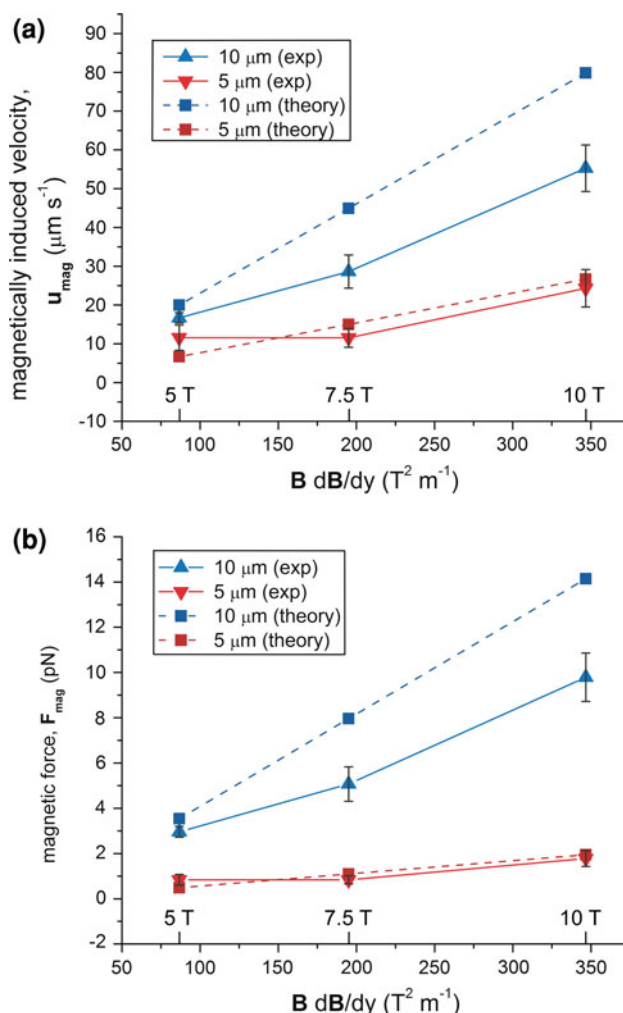 (a)
10 μm (exp)
5 μm (exp)
10 μm (theory)
5 μm (theory)
magnetically induced velocity,
u_mag (μm s⁻¹)
90
80
70
60
50
40
30
20
10
0
-10
5 T 7.5 T 10 T
50 100 150 200 250 300 350
B dB/dy (T² m⁻¹)
(b)
10 μm (exp)
5 μm (exp)
10 μm (theory)
5 μm (theory)
magnetic force, F_mag (pN)
16
14
12
10
8
6
4
2
0
-2
5 T 7.5 T 10 T
50 100 150 200 250 300 350
B dB/dy (T² m⁻¹)